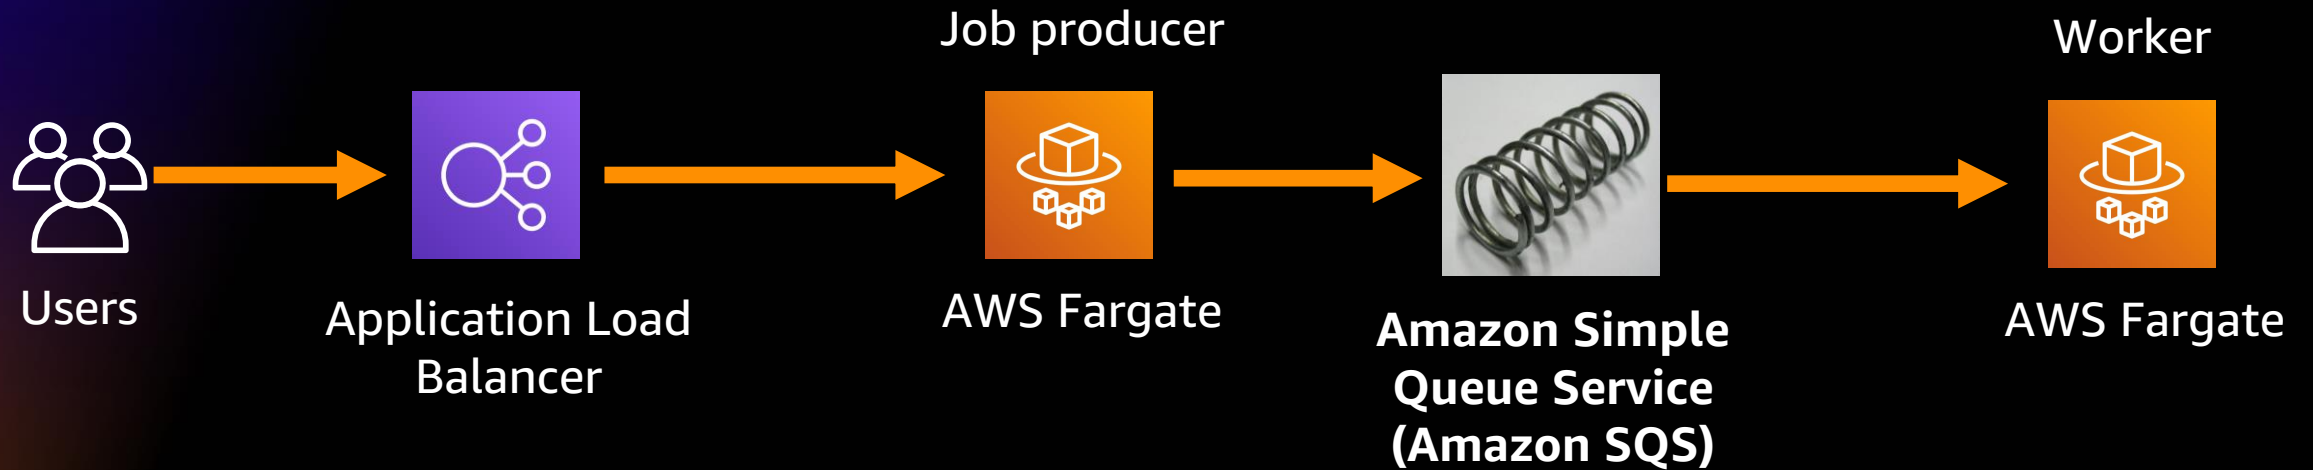 Job producer
Worker
Users
Application Load
Balancer
AWS Fargate
Amazon Simple
Queue Service
(Amazon SQS)
AWS Fargate